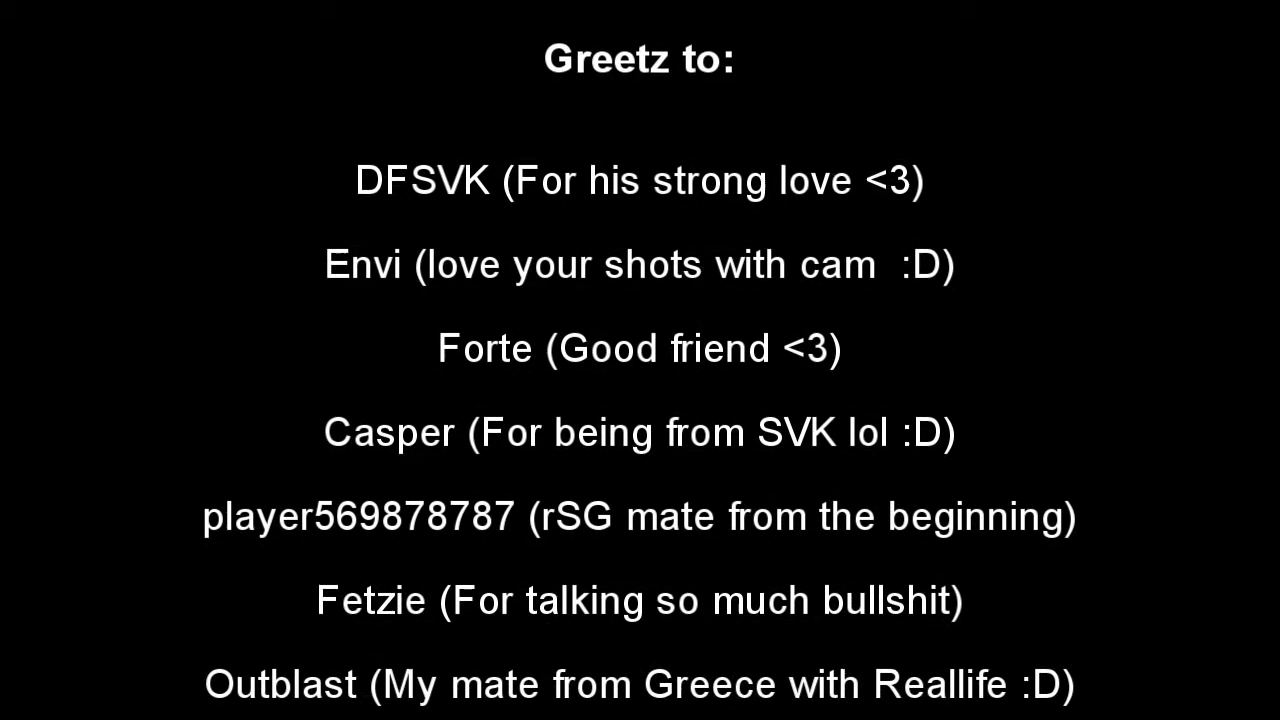 Greetz to:
DFSVK (For his strong love <3)
Envi (love your shots with cam  :D)
Forte (Good friend <3)
Casper (For being from SVK lol :D)
player569878787 (rSG mate from the beginning)
Fetzie (For talking so much bullshit)
Outblast (My mate from Greece with Reallife :D)